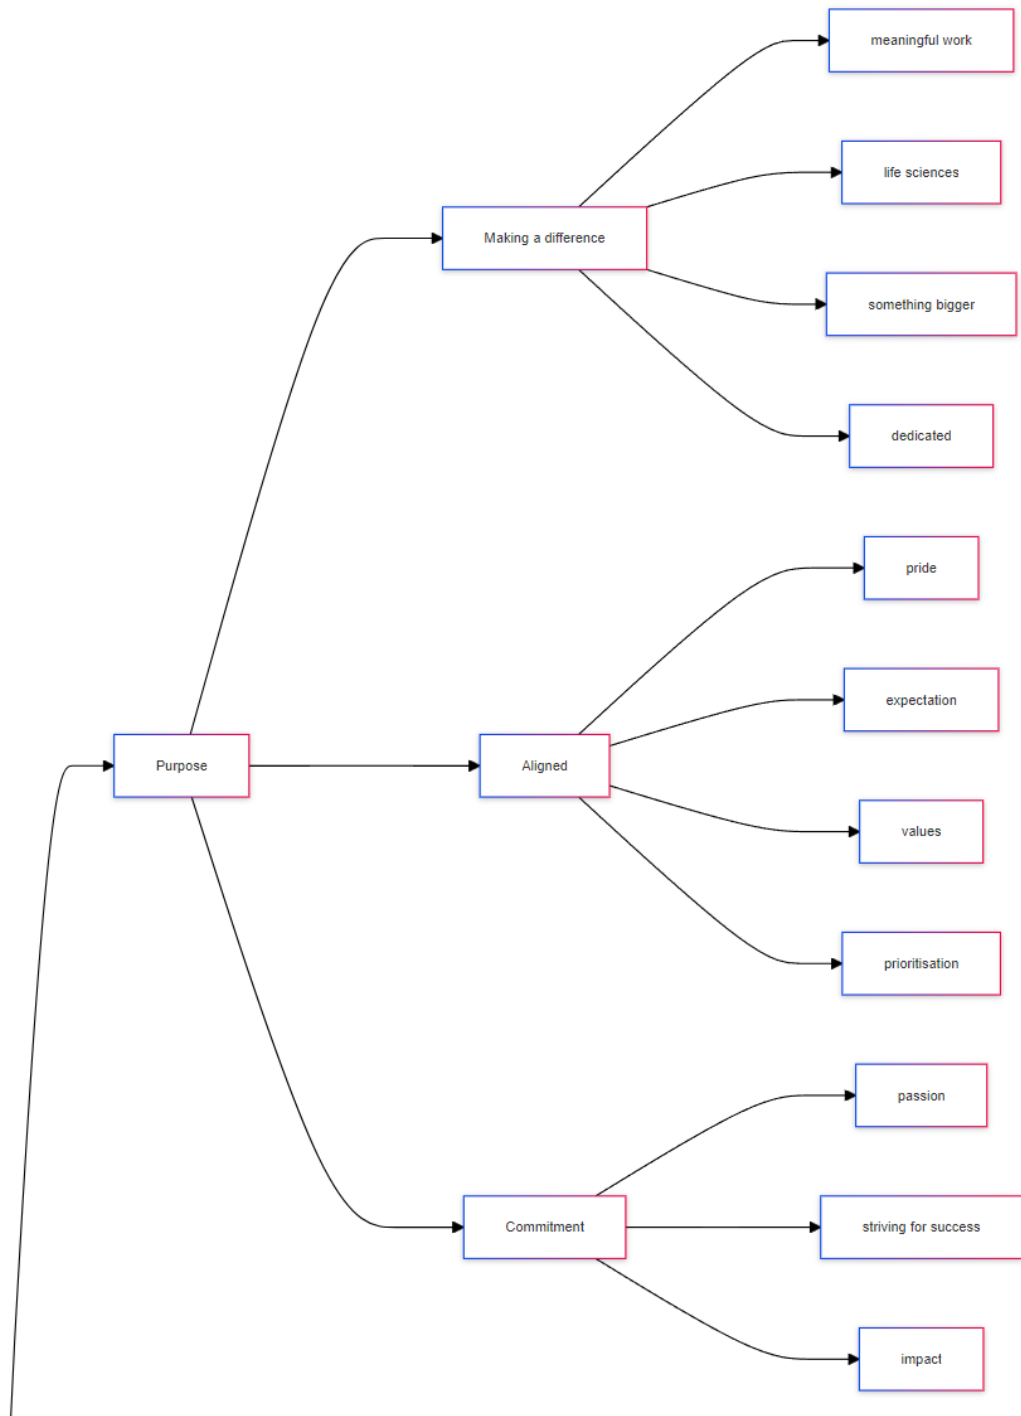 meaningful work
life sciences
Making a difference
something bigger
dedicated
pride
expectation
Purpose
Aligned
values
prioritisation
passion
Commitment
striving for success
impact